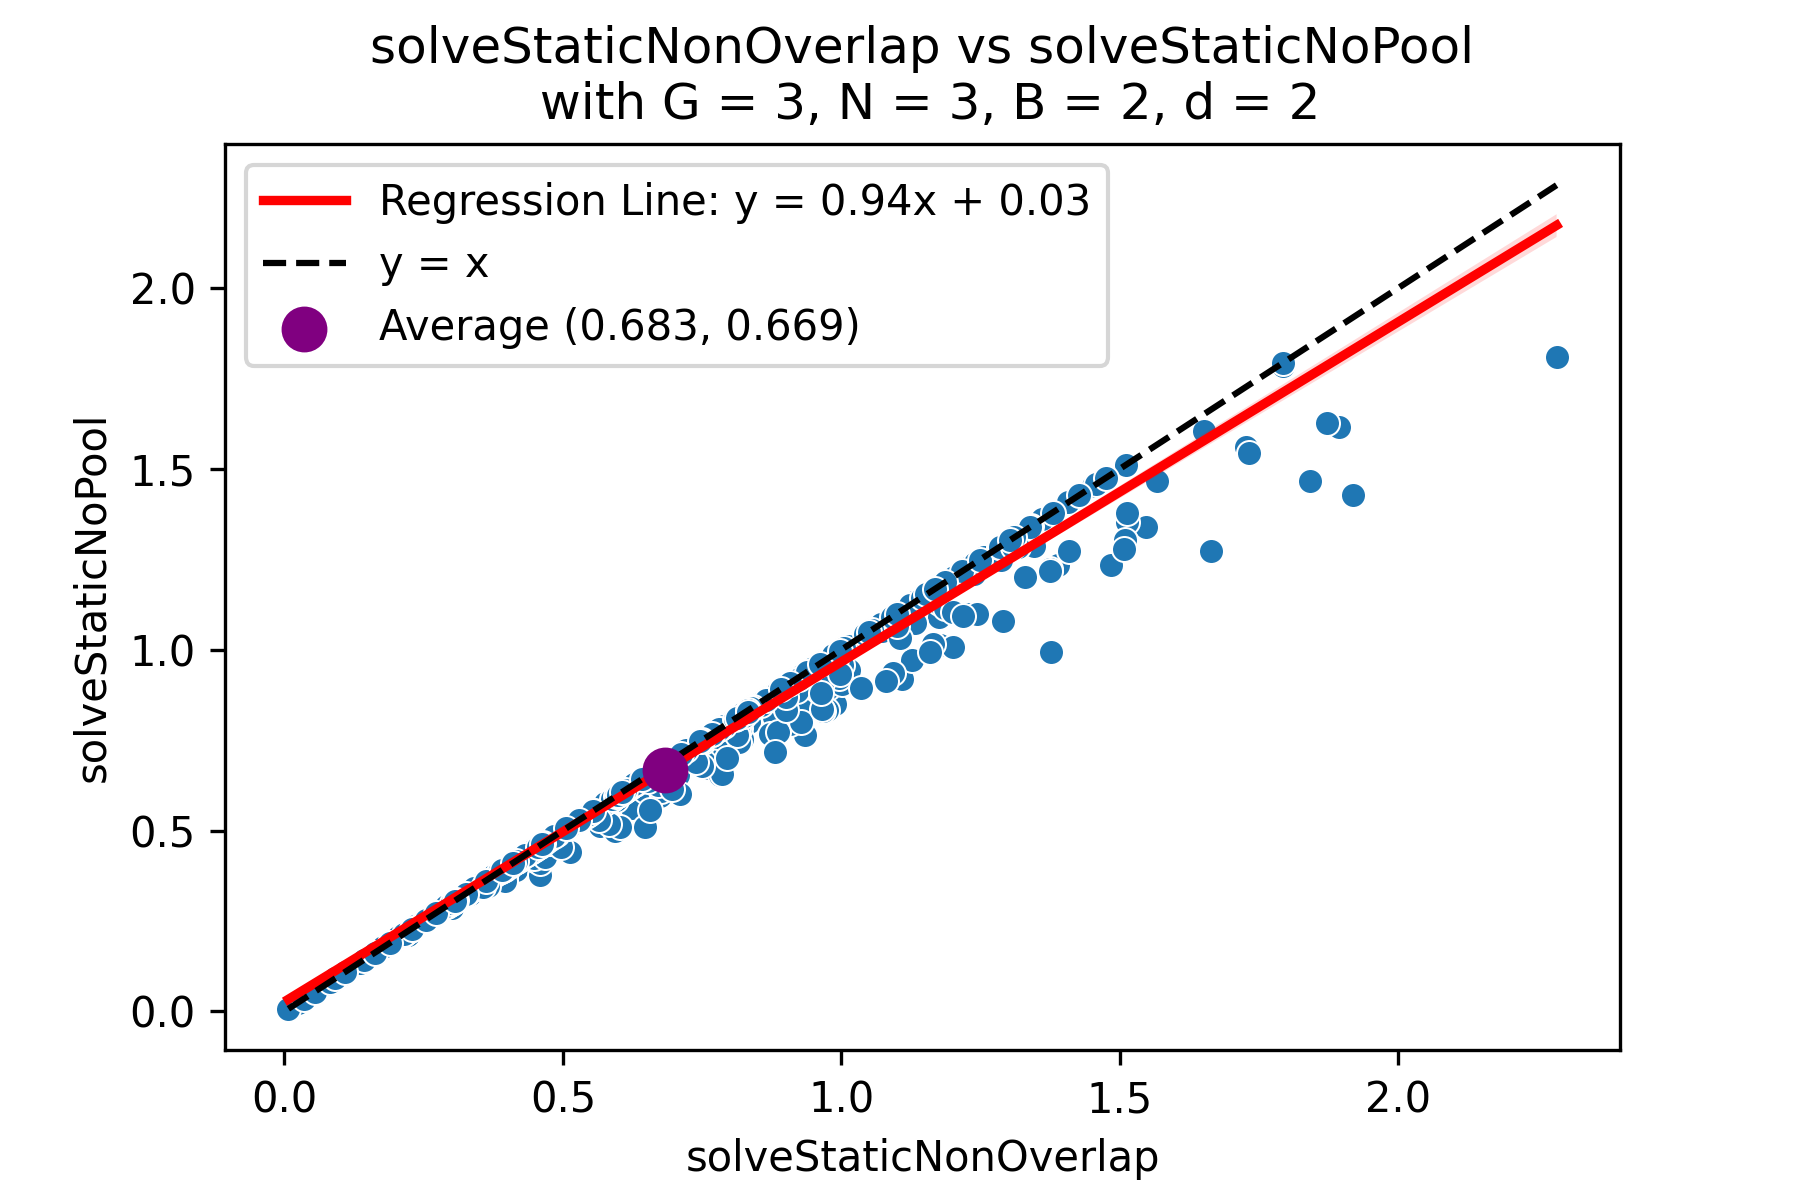 solveStaticNonOverlap vs solveStaticNoPool
with G = 3, N = 3, B = 2, d = 2
Regression Line: y = 0.94x + 0.03
y = x
Average (0.683, 0.669)
solveStaticNoPool
2.0
1.5
1.0
0.5
0.0
0.0 0.5 1.0 1.5 2.0
solveStaticNonOverlap